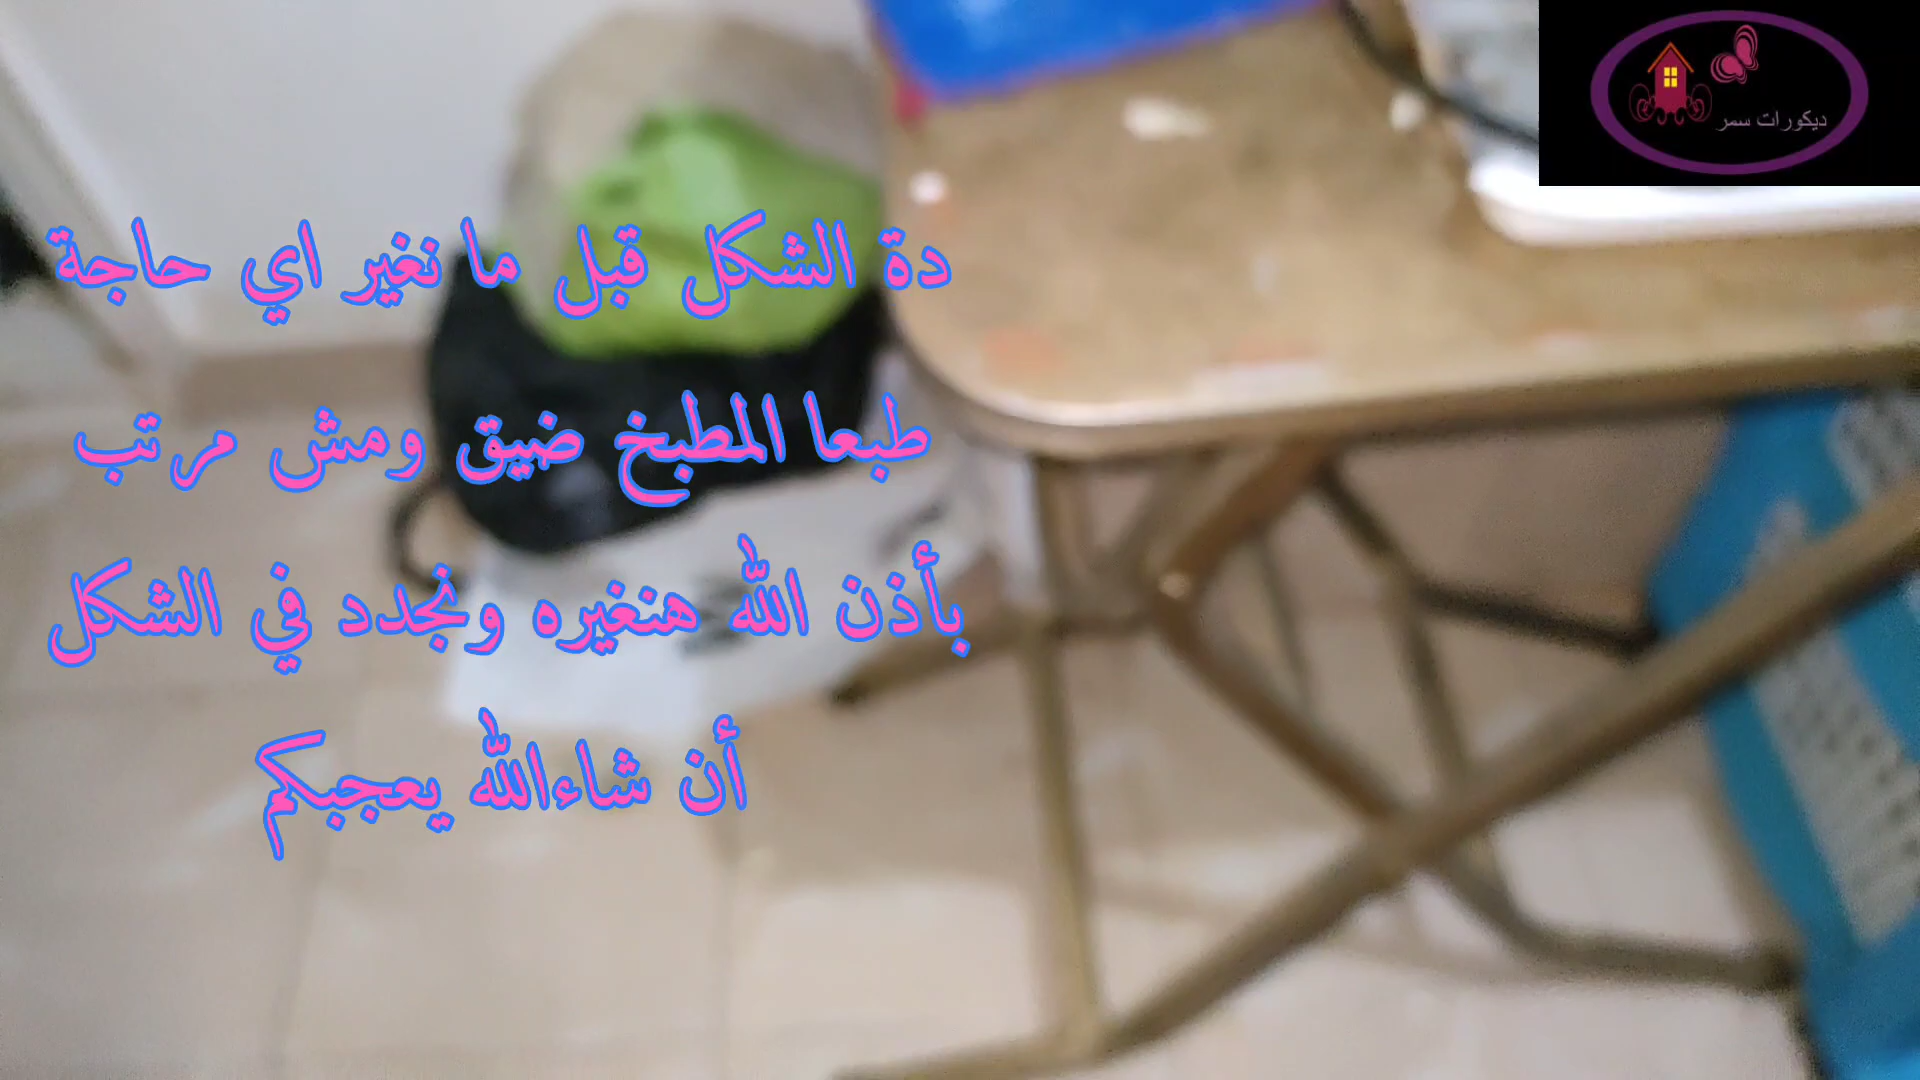 ديكورات سمر
دة الشكل قبل ما نغير اي حاجة
طبعا المطبخ ضيق ومش مرتب
بأذن الله هنغيره ونجدد في الشكل
أن شاءالله يعجبكم